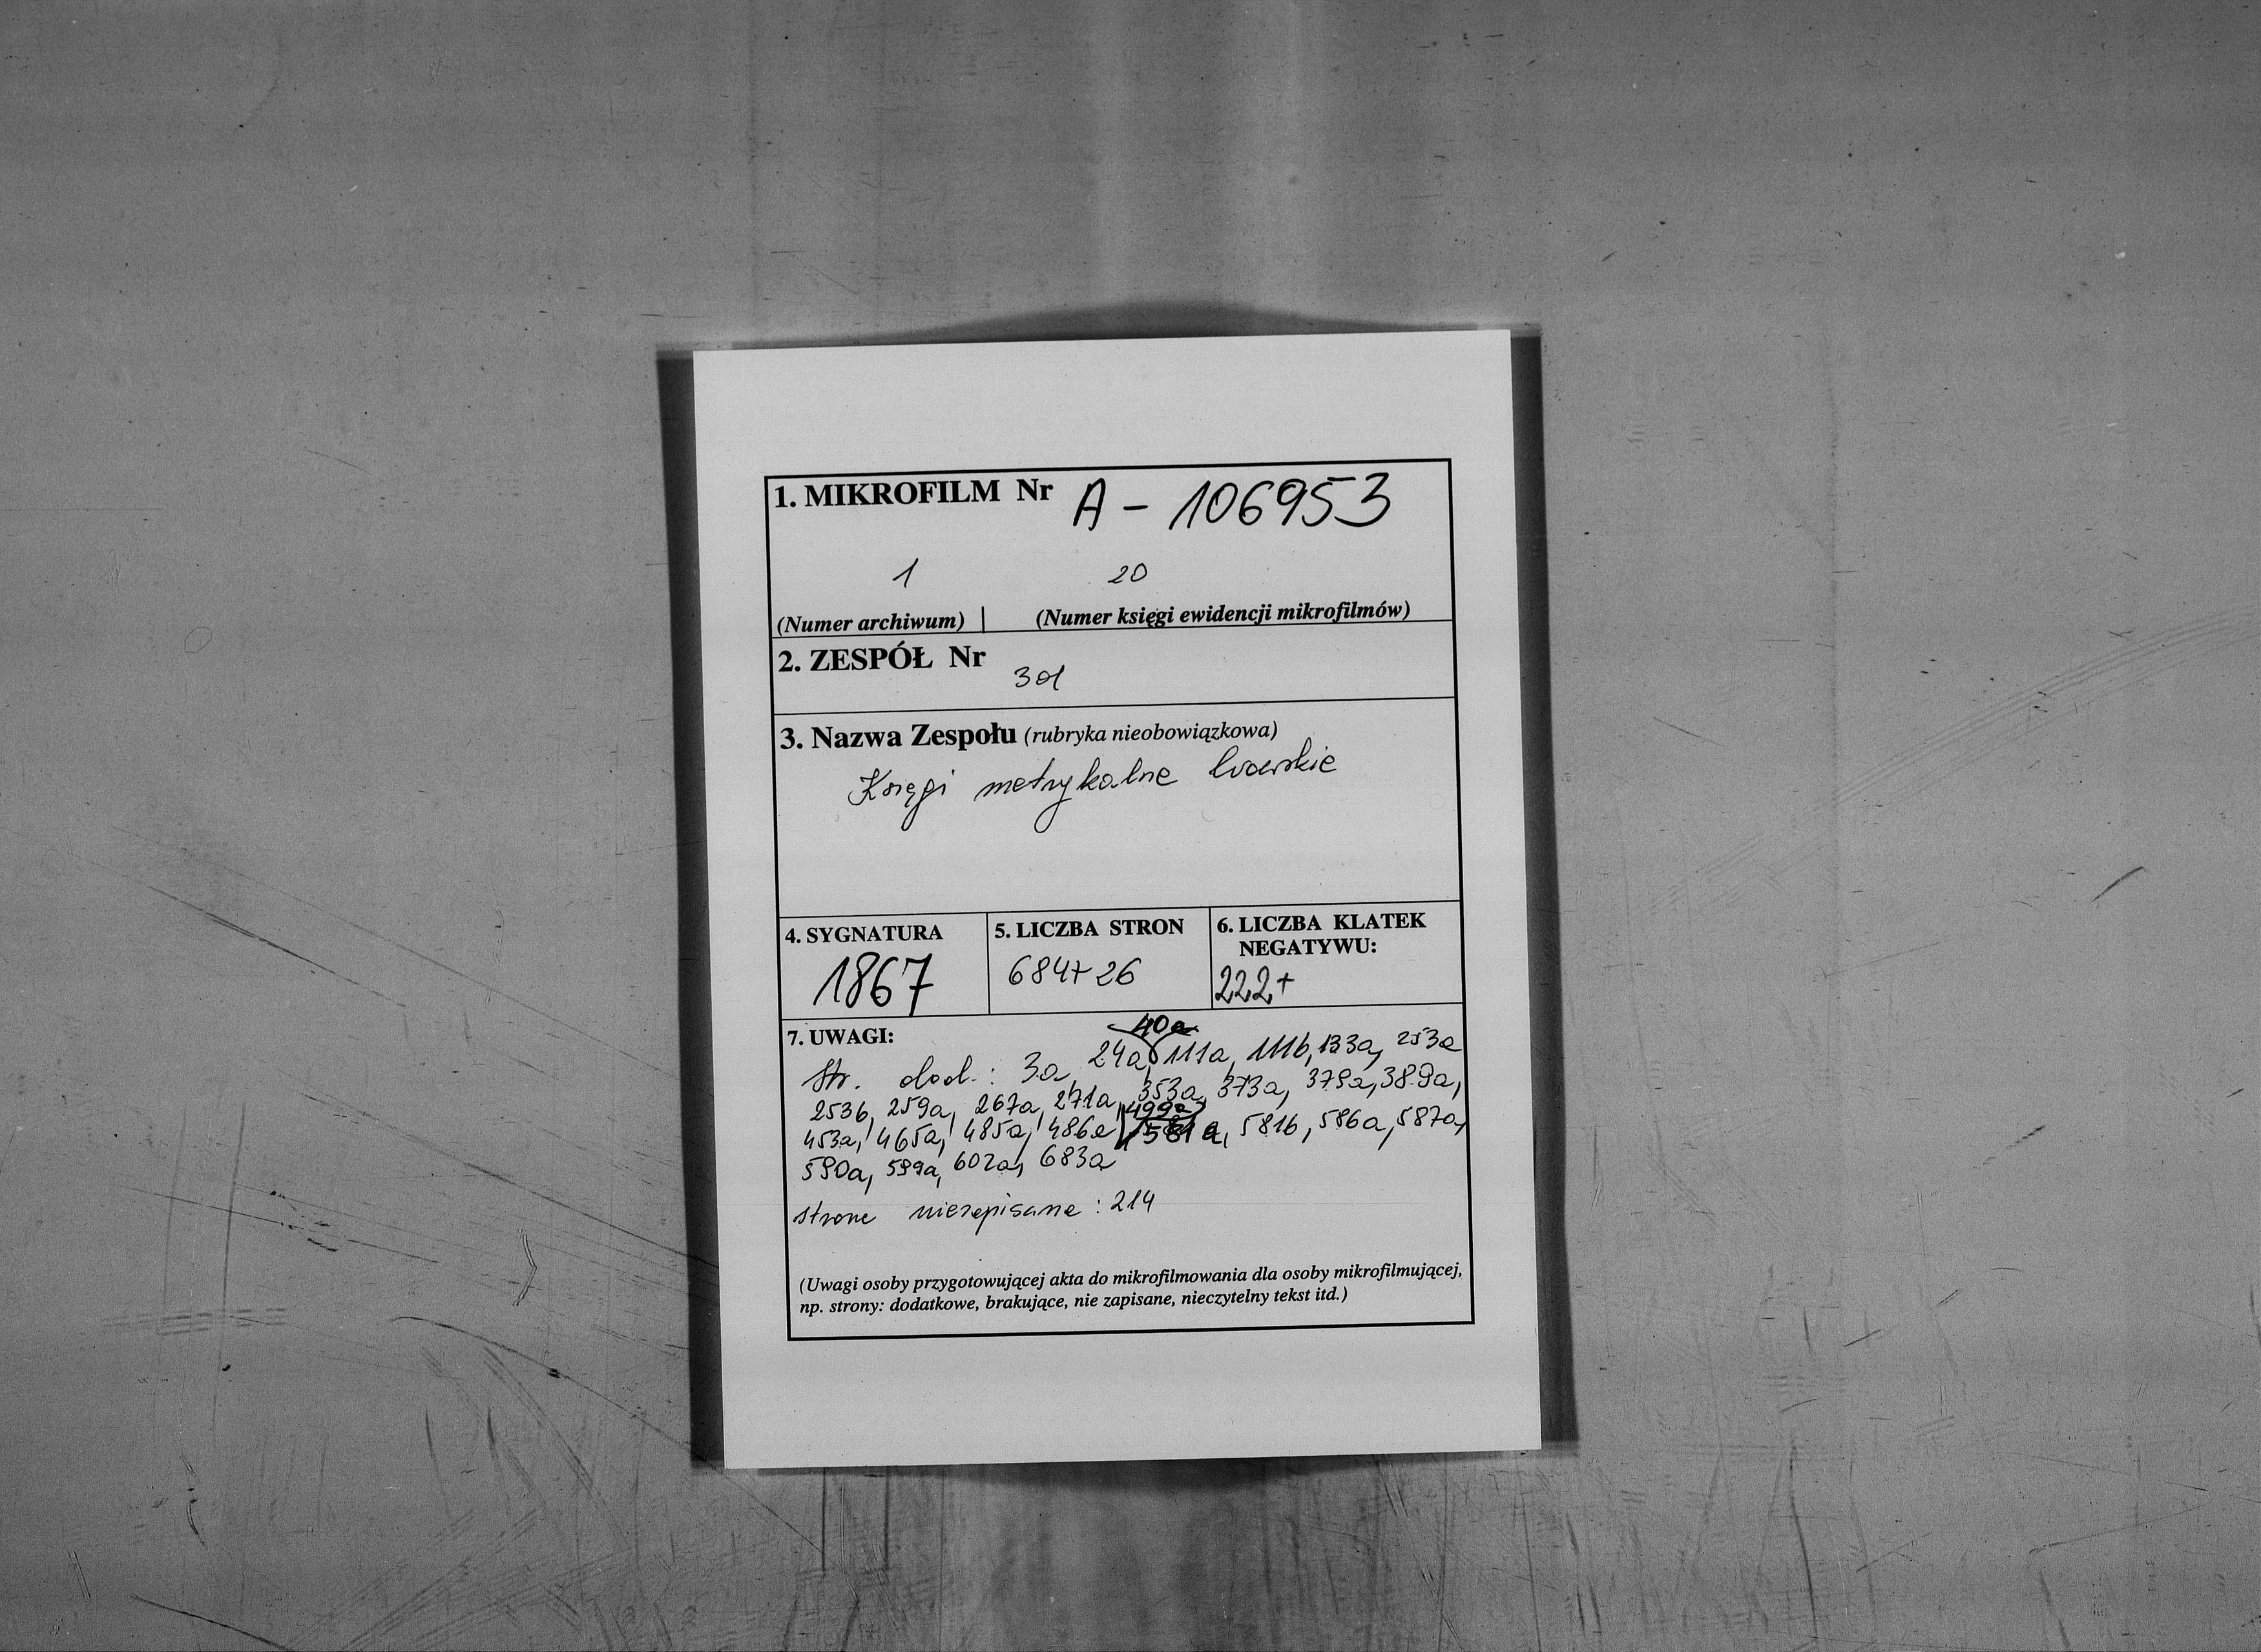 1. MIKROFILM Nr A - 106953
1 20
(Numer archiwum) | (Numer księgi ewidencji mikrofilmów)
2. ZESPÓŁ Nr
301
3. Nazwa Zespołu (rubryka nieobowiązkowa)
Księgi metrykalne lwowskie
4. SYGNATURA
1867
5. LICZBA STRON
684+26
6. LICZBA KLATEK
NEGATYWU:
222+
7. UWAGI:
40a
Str. dod.: 3a, 24a, 111a, 111b, 133a, 253a
253b, 259a, 267a, 271a, 353a, 373a, 379a, 389a,
499a
453a, 465a, 485a, 486a, 581a, 581b, 586a, 587a,
590a, 599a, 602a, 683a
strone niezapisane : 214
(Uwagi osoby przygotowującej akta do mikrofilmowania dla osoby mikrofilmującej,
np. strony: dodatkowe, brakujące, nie zapisane, nieczytelny tekst itd.)